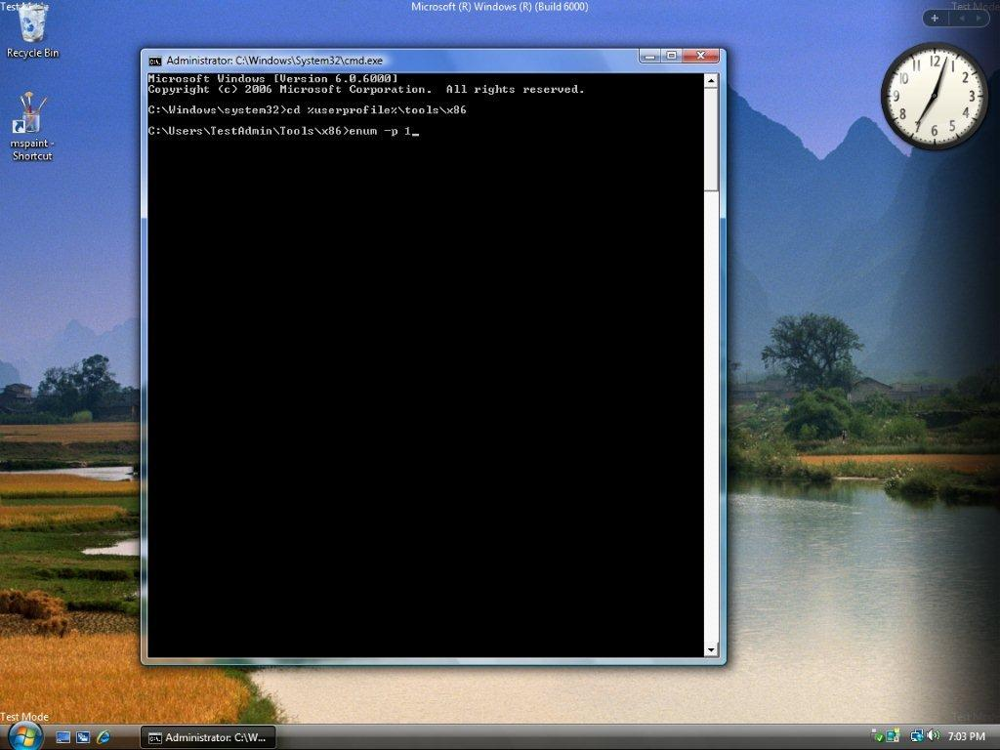 Test Mode
Microsoft (R) Windows (R) (Build 6000)
Test Mode
Recycle Bin
mspaint -
Shortcut
Administrator: C:\Windows\System32\cmd.exe
Microsoft Windows [Version 6.0.6000]
Copyright (c) 2006 Microsoft Corporation.  All rights reserved.
C:\Windows\system32>cd %userprofile%\tools\x86
C:\Users\TestAdmin\Tools\x86>enum -p 1_
12
1
2
3
4
5
6
7
8
9
10
11
Test Mode
Test Mode
Administrator: C:\W...
7:03 PM